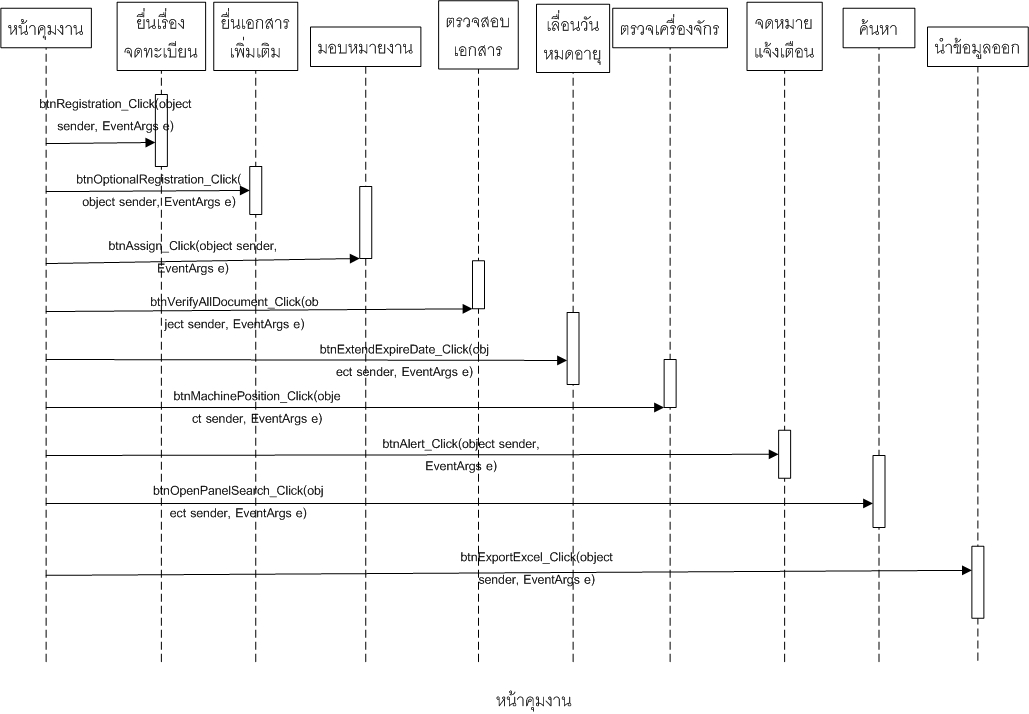 หน้าคุมงาน
ยื่นเรื่อง
จดทะเบียน
ยื่นเอกสาร
เพิ่มเติม
มอบหมายงาน
ตรวจสอบ
เอกสาร
เลื่อนวัน
หมดอายุ
ตรวจเครื่องจักร
จดหมาย
แจ้งเตือน
ค้นหา
นำข้อมูลออก
btnRegistration_Click(object
sender, EventArgs e)
btnOptionalRegistration_Click(
object sender, EventArgs e)
btnAssign_Click(object sender,
EventArgs e)
btnVerifyAllDocument_Click(ob
ject sender, EventArgs e)
btnExtendExpireDate_Click(obj
ect sender, EventArgs e)
btnMachinePosition_Click(obje
ct sender, EventArgs e)
btnAlert_Click(object sender,
EventArgs e)
btnOpenPanelSearch_Click(obj
ect sender, EventArgs e)
btnExportExcel_Click(object
sender, EventArgs e)
หน้าคุมงาน